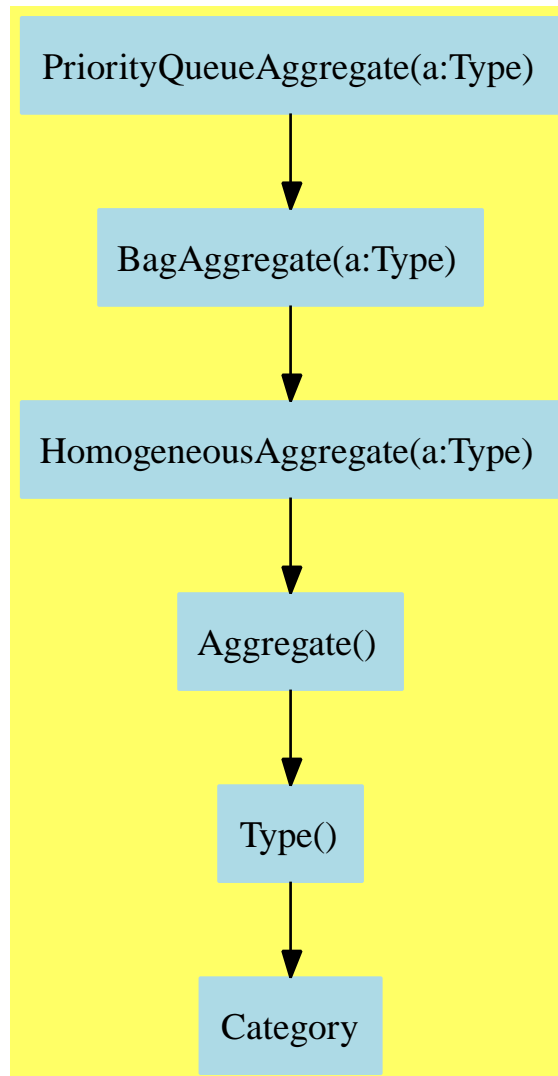 PriorityQueueAggregate(a:Type)
BagAggregate(a:Type)
HomogeneousAggregate(a:Type)
Aggregate()
Type()
Category